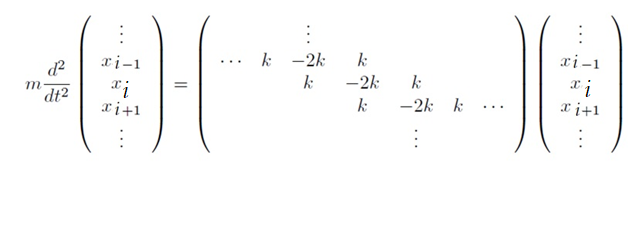 ⋮ ⋮ ⋮
d²
x i−1 ⋯ k −2k k x i−1
m — x i = k −2k k x i
dt²
x i+1 k −2k k ⋯ x i+1
⋮ ⋮ ⋮